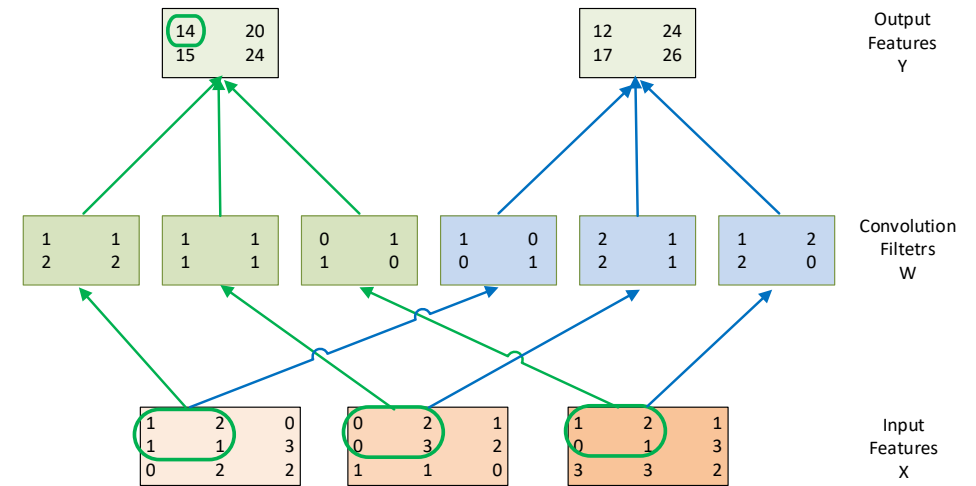 14 20
15 24
12 24
17 26
Output
Features
Y
1 1
2 2
1 1
1 1
0 1
1 0
1 0
0 1
2 1
2 1
1 2
2 0
Convolution
Filtetrs
W
1 2 0
1 1 3
0 2 2
0 2 1
0 3 2
1 1 0
1 2 1
0 1 3
3 3 2
Input
Features
X